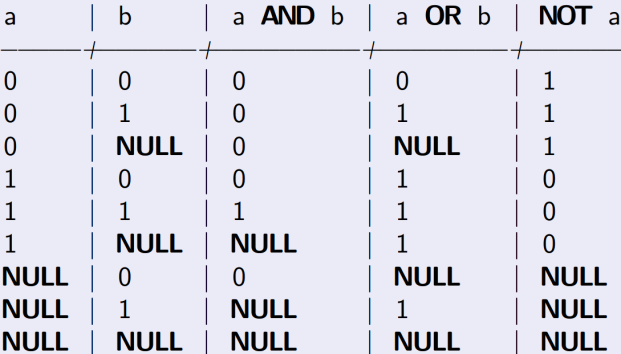 a | b | a AND b | a OR b | NOT a
0 | 0 | 0 | 0 | 1
0 | 1 | 0 | 1 | 1
0 | NULL | 0 | NULL | 1
1 | 0 | 0 | 1 | 0
1 | 1 | 1 | 1 | 0
1 | NULL | NULL | 1 | 0
NULL | 0 | 0 | NULL | NULL
NULL | 1 | NULL | 1 | NULL
NULL | NULL | NULL | NULL | NULL